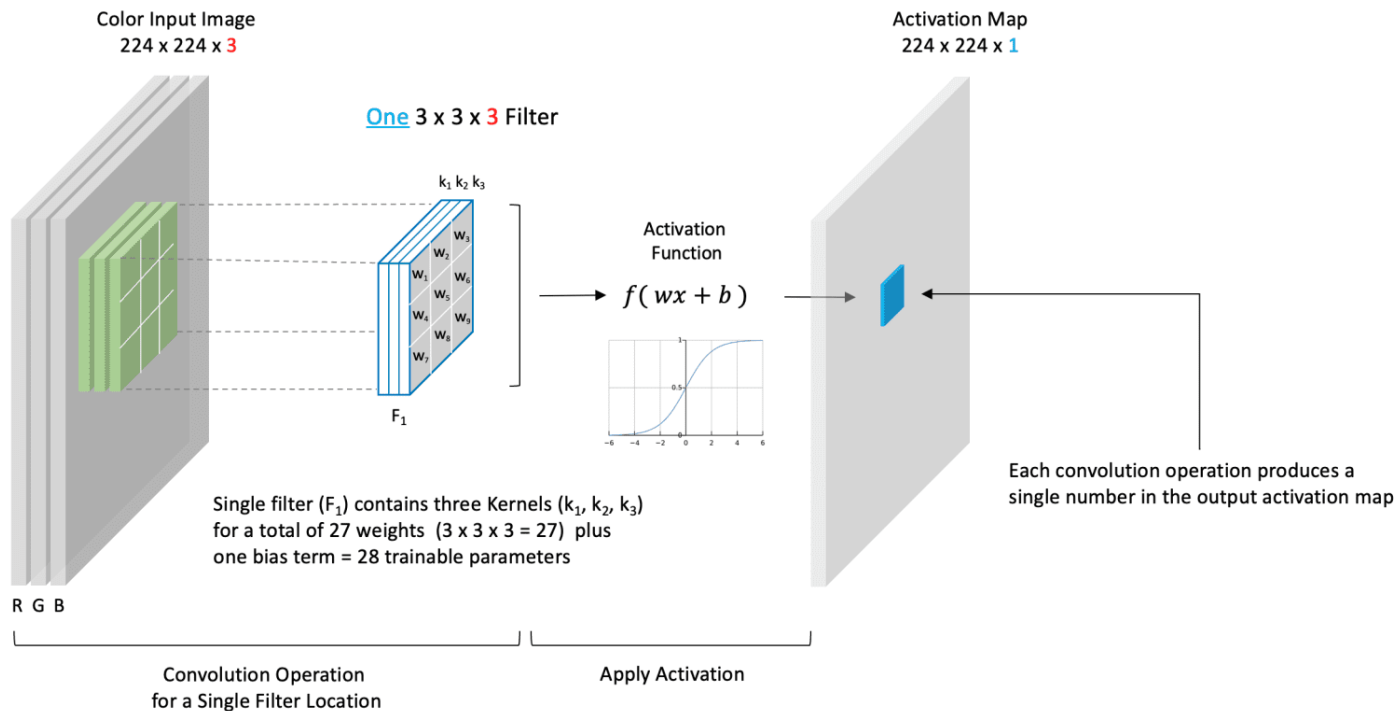 Color Input Image
224 x 224 x 3
One 3 x 3 x 3 Filter
k₁ k₂ k₃
W₁ W₂ W₃
W₄ W₅ W₆
W₇ W₈ W₉
F₁
Activation
Function
f( wx + b )
1
0.5
0
-6 -4 -2 0 2 4 6
Activation Map
224 x 224 x 1
Each convolution operation produces a
single number in the output activation map
Single filter (F₁) contains three Kernels (k₁, k₂, k₃)
for a total of 27 weights (3 x 3 x 3 = 27) plus
one bias term = 28 trainable parameters
R G B
Convolution Operation
for a Single Filter Location
Apply Activation